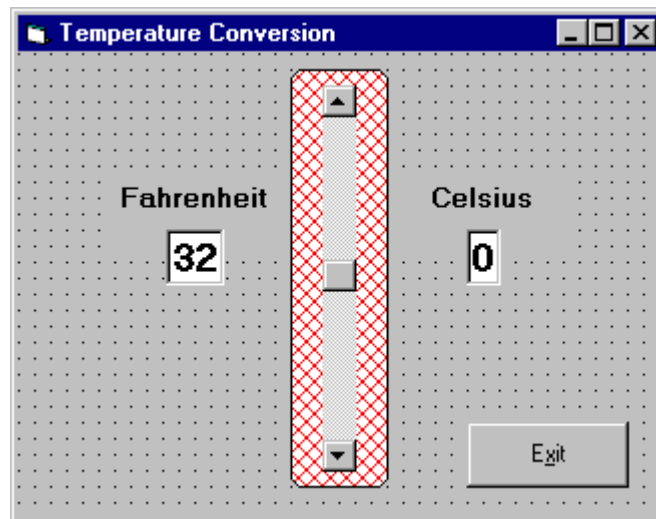 Temperature Conversion
Fahrenheit
Celsius
32
0
Exit